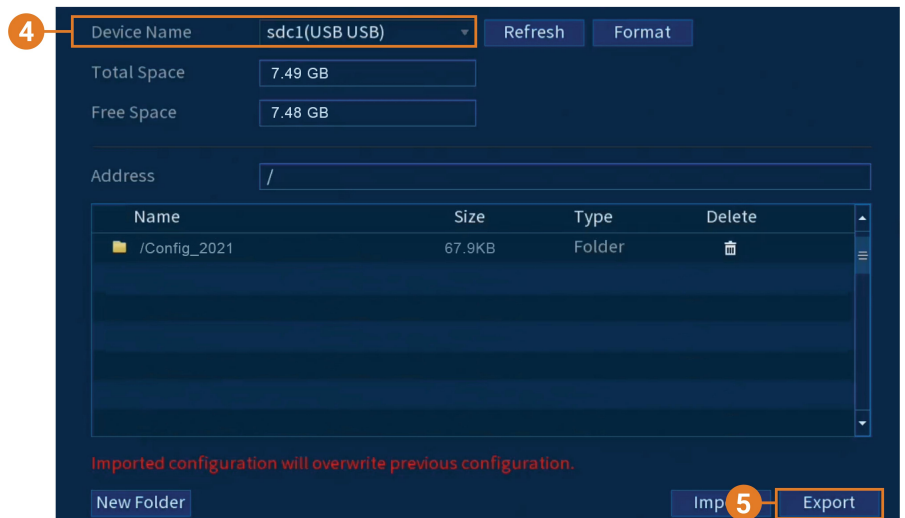 4 Device Name sdc1(USB USB) Refresh Format
Total Space 7.49 GB
Free Space 7.48 GB
Address /
Name Size Type Delete
/Config_2021 67.9KB Folder
Imported configuration will overwrite previous configuration.
New Folder Imp 5 Export